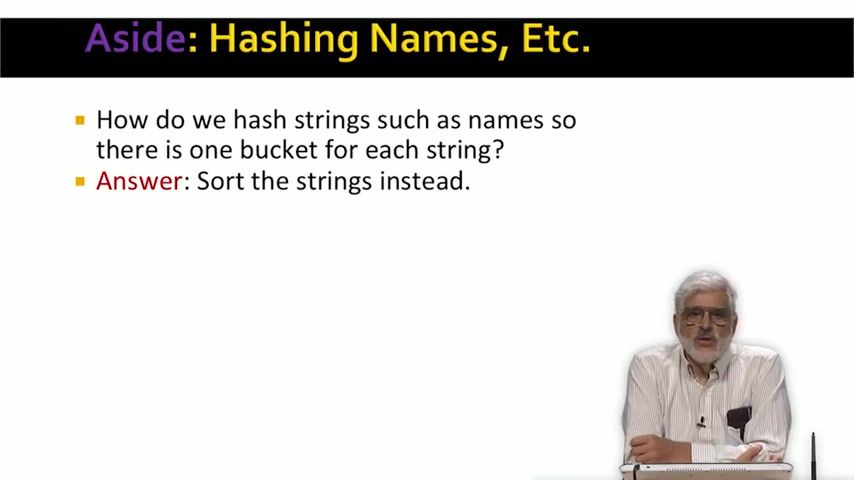 Aside: Hashing Names, Etc.
How do we hash strings such as names so
there is one bucket for each string?
Answer: Sort the strings instead.